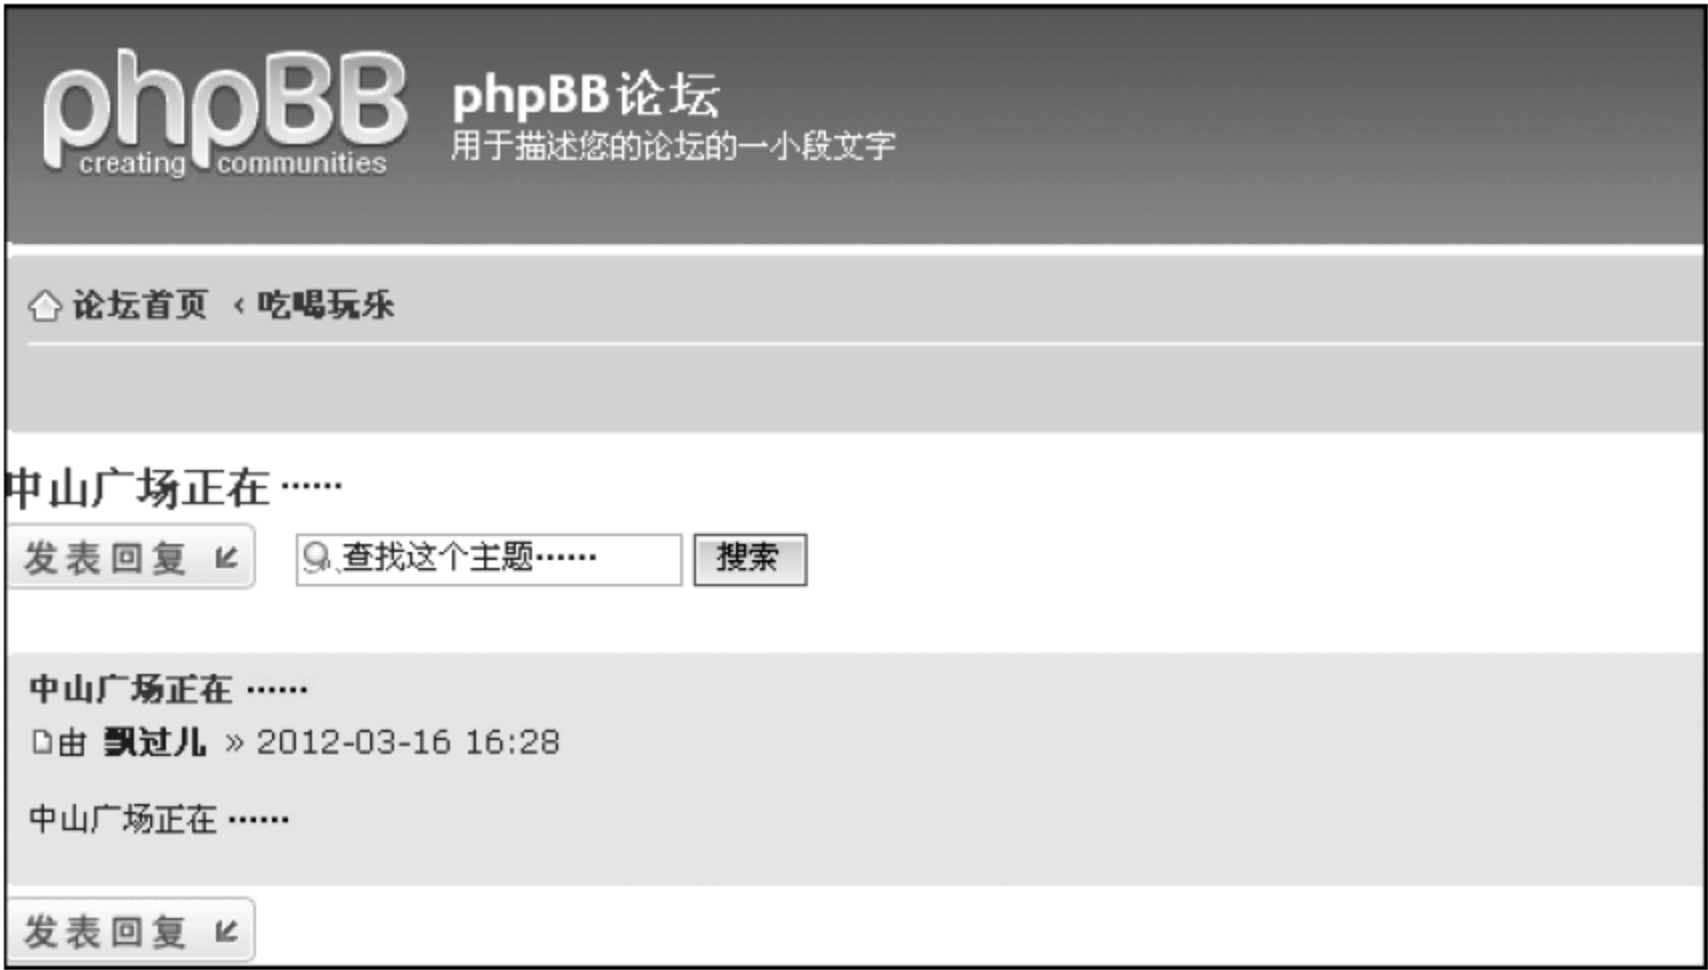 phpBB
creating communities
phpBB论坛
用于描述您的论坛的一小段文字
论坛首页 ‹ 吃喝玩乐
中山广场正在 ······
发表回复
查找这个主题······ 搜索
中山广场正在 ······
由 飘过儿 » 2012-03-16 16:28
中山广场正在 ······
发表回复